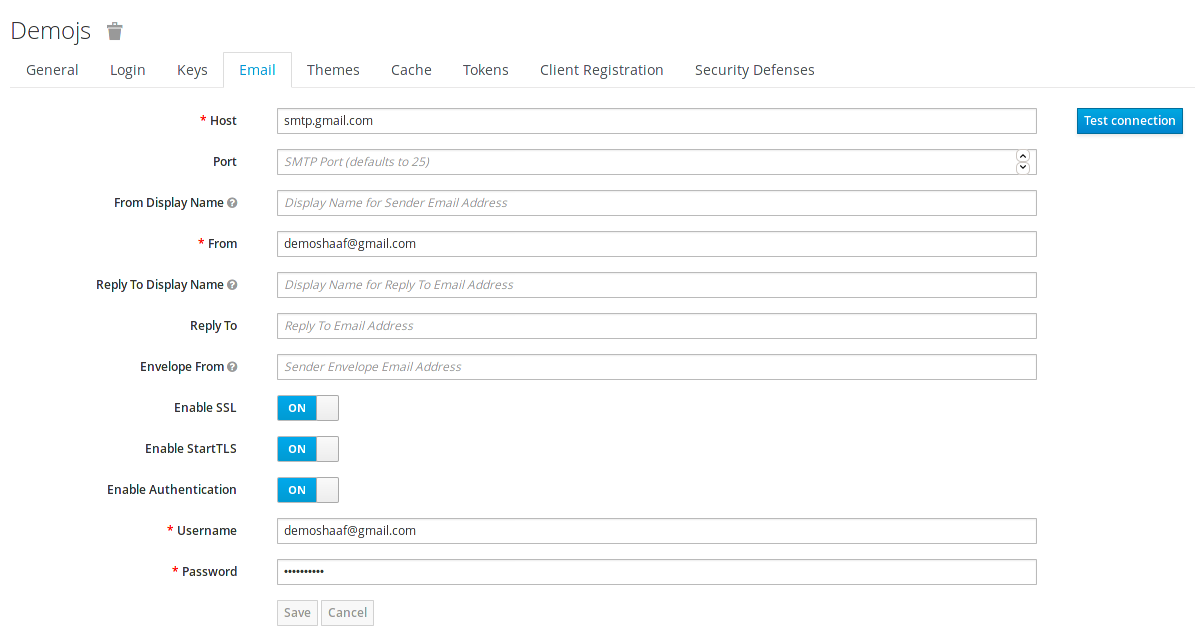 Demojs
General Login Keys Email Themes Cache Tokens Client Registration Security Defenses
* Host smtp.gmail.com Test connection
Port SMTP Port (defaults to 25)
From Display Name Display Name for Sender Email Address
* From demoshaaf@gmail.com
Reply To Display Name Display Name for Reply To Email Address
Reply To Reply To Email Address
Envelope From Sender Envelope Email Address
Enable SSL ON
Enable StartTLS ON
Enable Authentication ON
* Username demoshaaf@gmail.com
* Password ••••••••••
Save Cancel